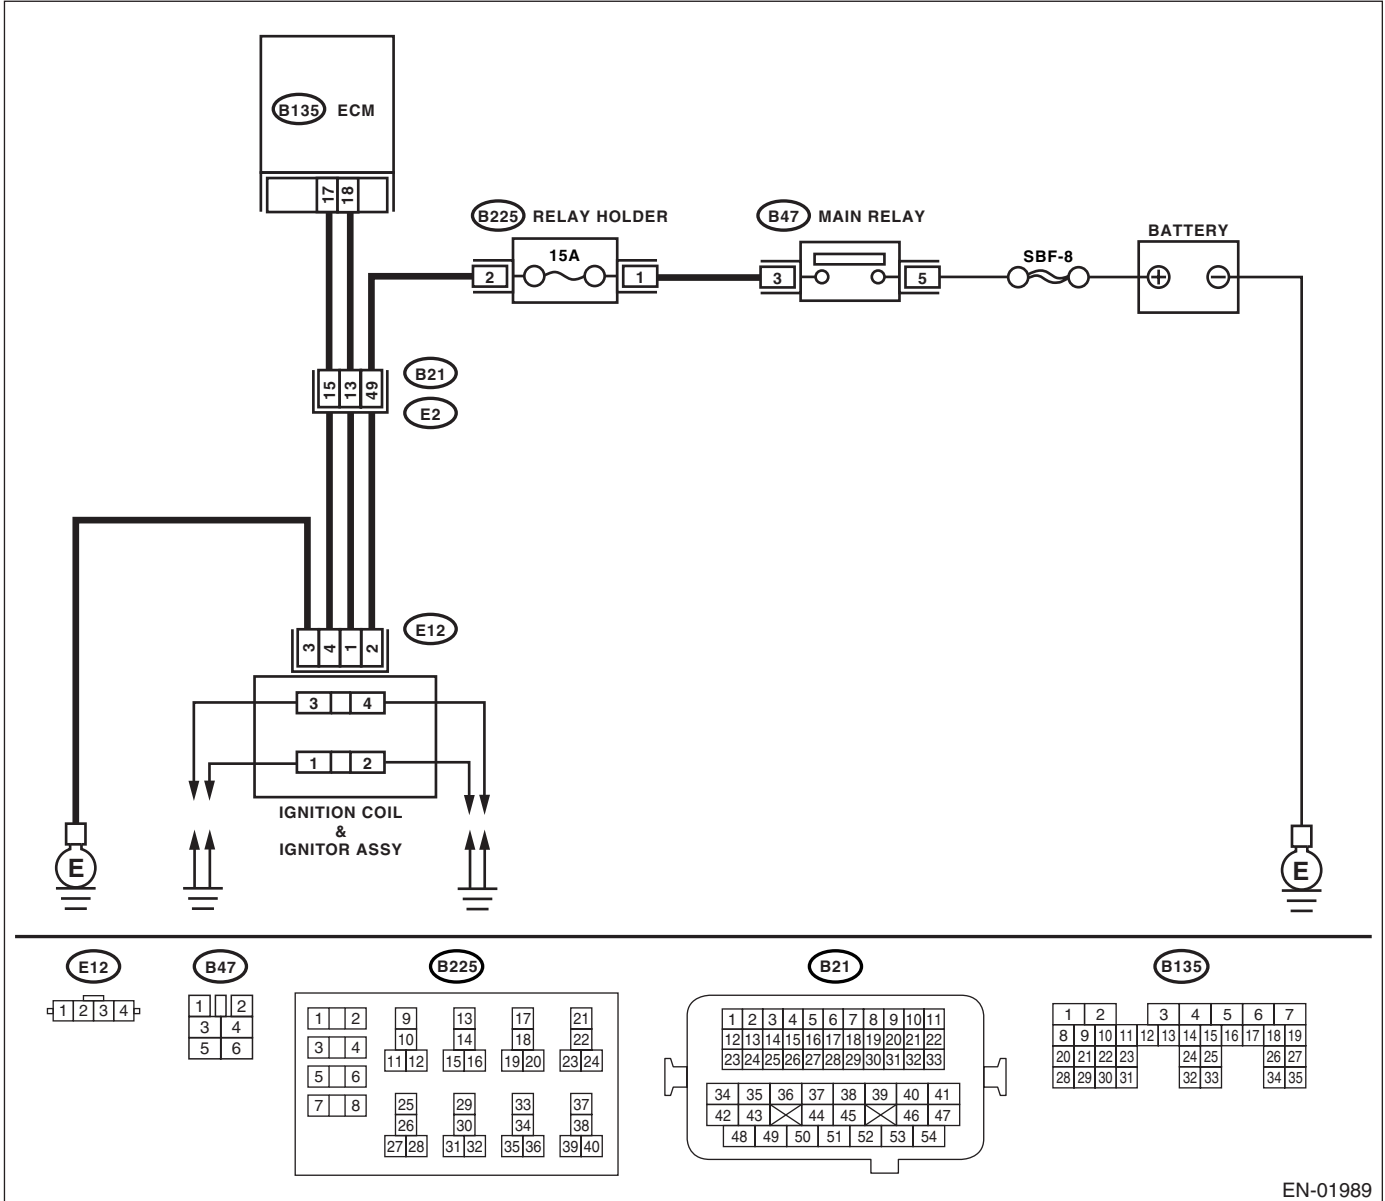 B135 ECM
17 18
B225 RELAY HOLDER
B47 MAIN RELAY
BATTERY
15A
SBF-8
2 1 3 5 + −
15 13 49
B21
E2
E12
3 4 1 2
3 4
1 2
IGNITION COIL
&
IGNITOR ASSY
E
E
E12 B47 B225 B21 B135
1 2 3 4
1 2
3 4
5 6
1 2
3 4
5 6
7 8
9
10
11 12
13
14
15 16
17
18
19 20
21
22
23 24
25
26
27 28
29
30
31 32
33
34
35 36
37
38
39 40
1 2 3 4 5 6 7 8 9 10 11
12 13 14 15 16 17 18 19 20 21 22
23 24 25 26 27 28 29 30 31 32 33
34 35 36 37 38 39 40 41
42 43 44 45 46 47
48 49 50 51 52 53 54
1 2 3 4 5 6 7
8 9 10 11 12 13 14 15 16 17 18 19
20 21 22 23 24 25 26 27
28 29 30 31 32 33 34 35
EN-01989